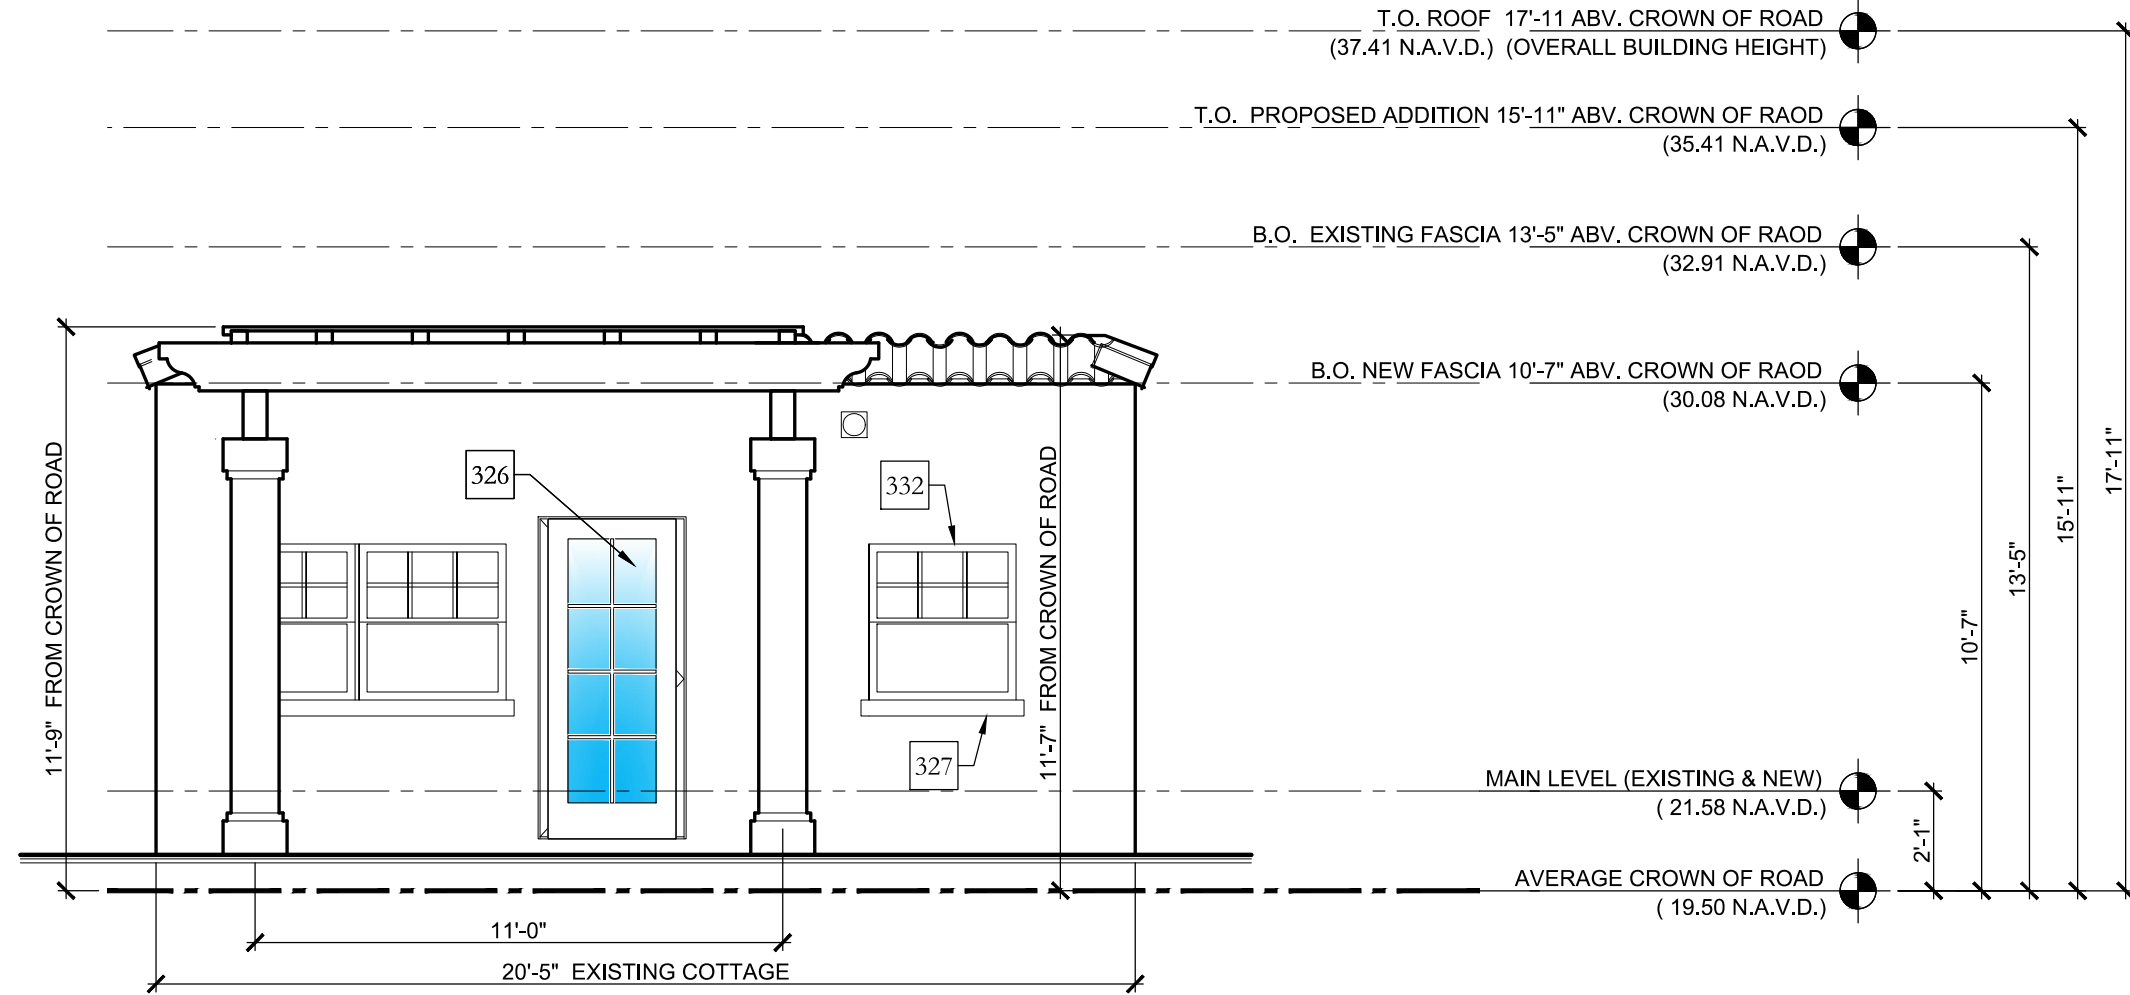 T.O. ROOF 17'-11 ABV. CROWN OF ROAD
(37.41 N.A.V.D.) (OVERALL BUILDING HEIGHT)
T.O. PROPOSED ADDITION 15'-11" ABV. CROWN OF RAOD
(35.41 N.A.V.D.)
B.O. EXISTING FASCIA 13'-5" ABV. CROWN OF RAOD
(32.91 N.A.V.D.)
B.O. NEW FASCIA 10'-7" ABV. CROWN OF RAOD
(30.08 N.A.V.D.)
11'-9" FROM CROWN OF ROAD
326
332
327
11'-7" FROM CROWN OF ROAD
MAIN LEVEL (EXISTING & NEW)
( 21.58 N.A.V.D.)
AVERAGE CROWN OF ROAD
( 19.50 N.A.V.D.)
2'-1"
10'-7"
13'-5"
15'-11"
17'-11"
11'-0"
20'-5" EXISTING COTTAGE